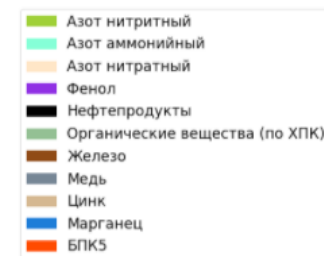 Азот нитритный
Азот аммонийный
Азот нитратный
Фенол
Нефтепродукты
Органические вещества (по ХПК)
Железо
Медь
Цинк
Марганец
БПК5